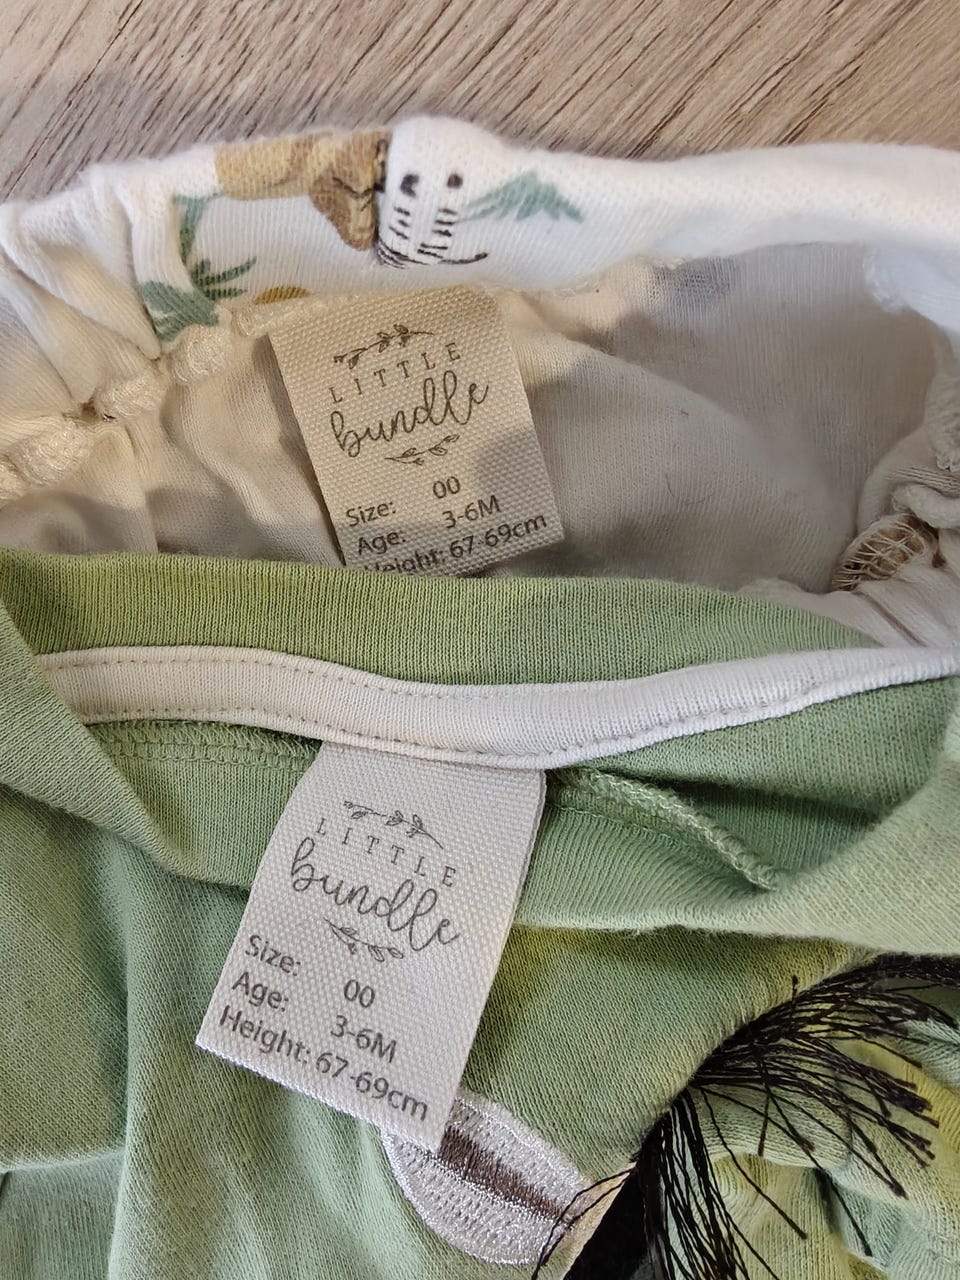 LITTLE
bundle
Size: 00
Age: 3-6M
Height: 67-69cm
LITTLE
bundle
Size: 00
Age: 3-6M
Height: 67-69cm